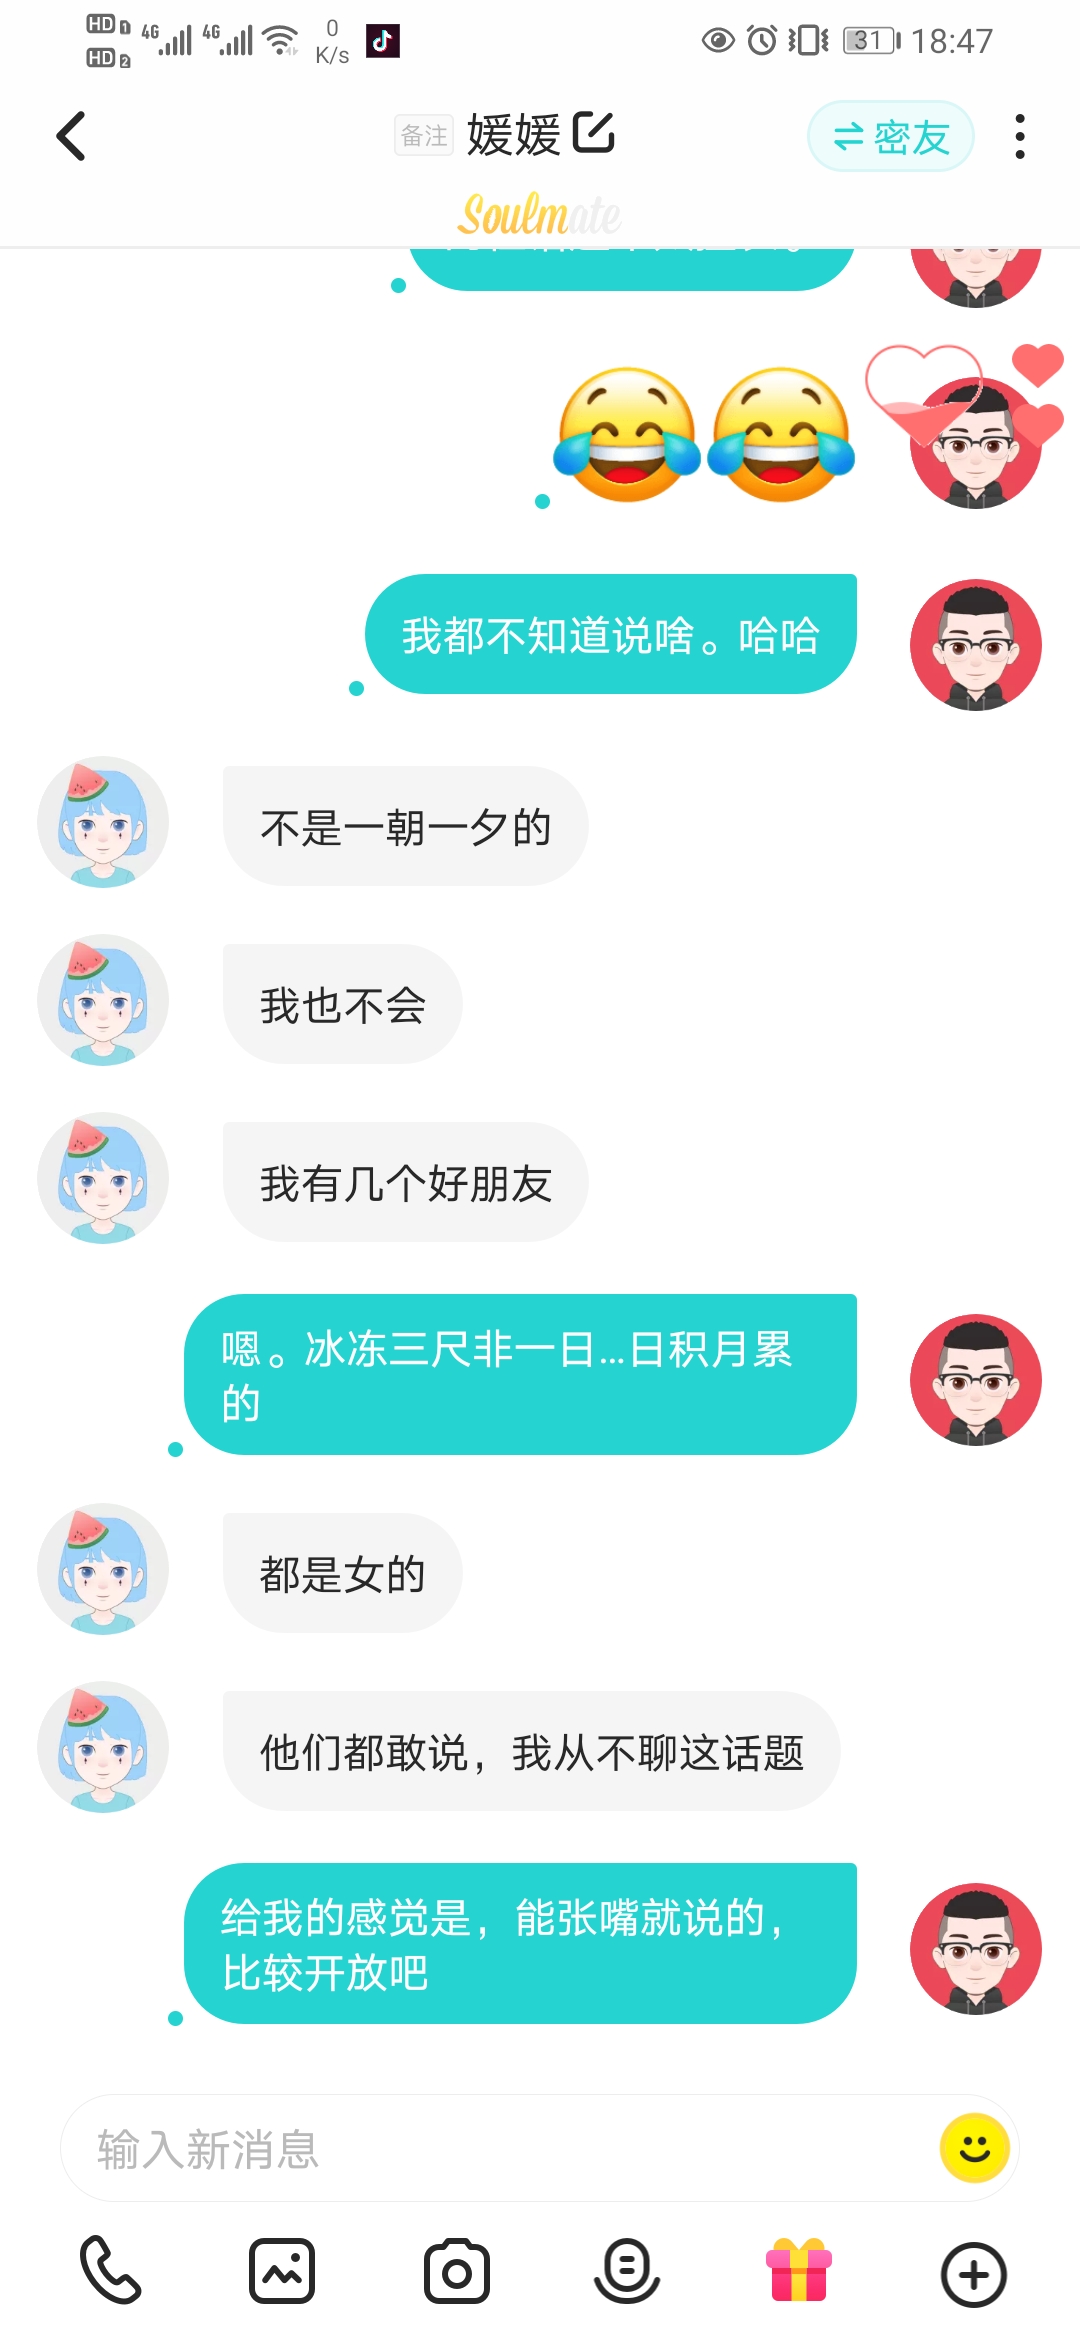 HD 1 4G 4G 0 31 18:47
HD 2 K/s
备注 媛媛 密友
Soulmate
我都不知道说啥。哈哈
不是一朝一夕的
我也不会
我有几个好朋友
嗯。冰冻三尺非一日...日积月累
的
都是女的
他们都敢说，我从不聊这话题
给我的感觉是，能张嘴就说的，
比较开放吧
输入新消息